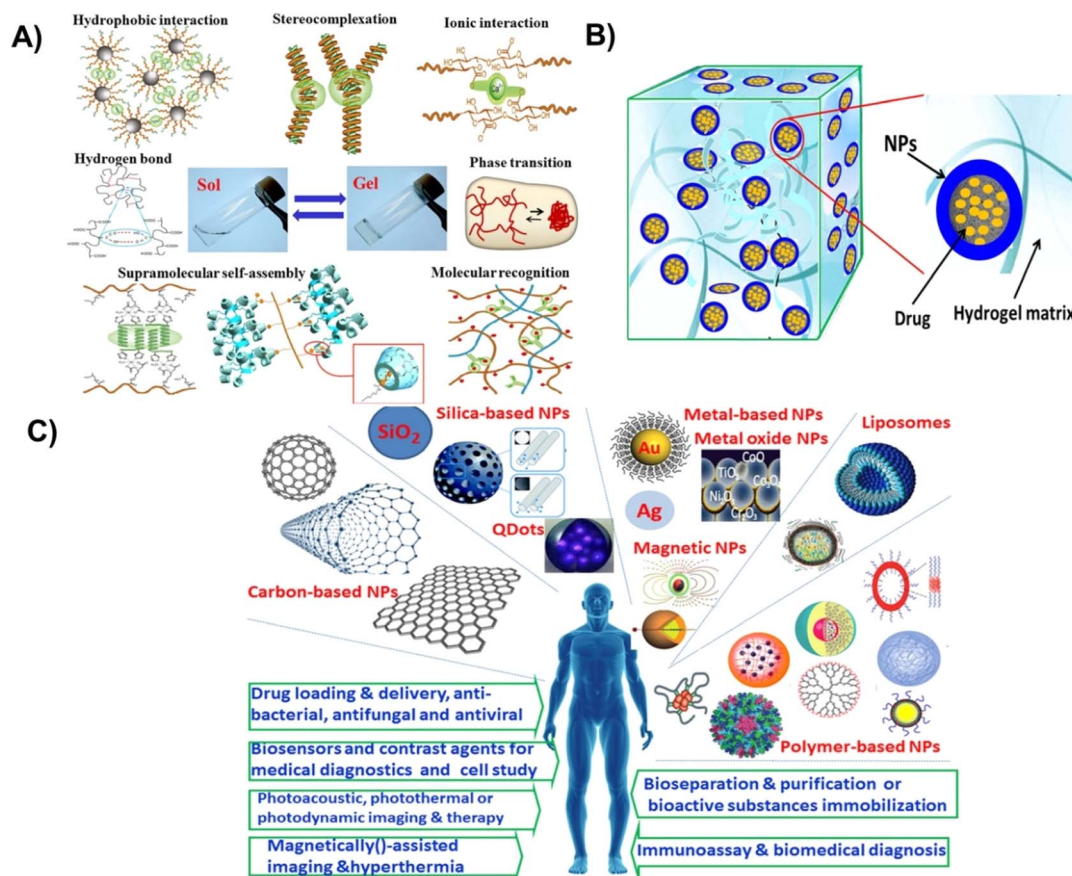 A)
Hydrophobic interaction
Stereocomplexation
Ionic interaction
Hydrogen bond
Sol
Gel
Phase transition
Supramolecular self-assembly
Molecular recognition
B)
NPs
Drug
Hydrogel matrix
C)
SiO2
Silica-based NPs
QDots
Carbon-based NPs
Metal-based NPs
Metal oxide NPs
Au
CoO
TiO2
Ag
Magnetic NPs
Liposomes
Polymer-based NPs
Drug loading & delivery, anti-
bacterial, antifungal and antiviral
Biosensors and contrast agents for
medical diagnostics and cell study
Photoacoustic, photothermal or
photodynamic imaging & therapy
Magnetically()-assisted
imaging &hyperthermia
Bioseparation & purification or
bioactive substances immobilization
Immunoassay & biomedical diagnosis